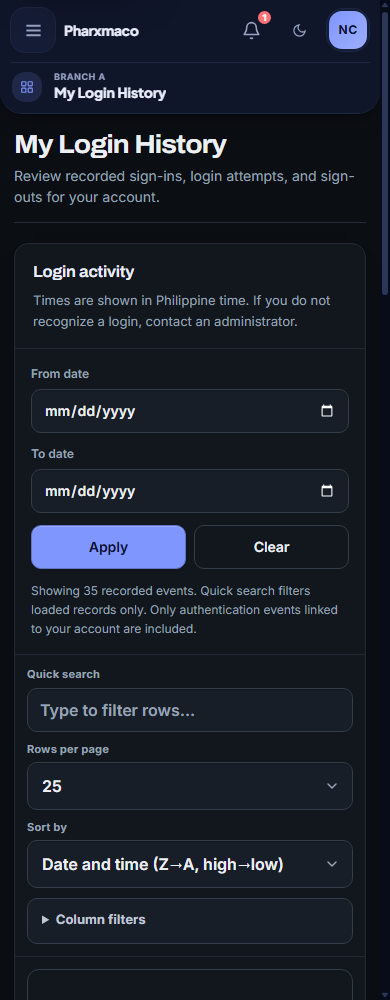 Pharxmaco
1
NC
BRANCH A
My Login History
My Login History
Review recorded sign-ins, login attempts, and sign-
outs for your account.
Login activity
Times are shown in Philippine time. If you do not
recognize a login, contact an administrator.
From date
mm/dd/yyyy
To date
mm/dd/yyyy
Apply
Clear
Showing 35 recorded events. Quick search filters
loaded records only. Only authentication events linked
to your account are included.
Quick search
Type to filter rows...
Rows per page
25
Sort by
Date and time (Z→A, high→low)
Column filters